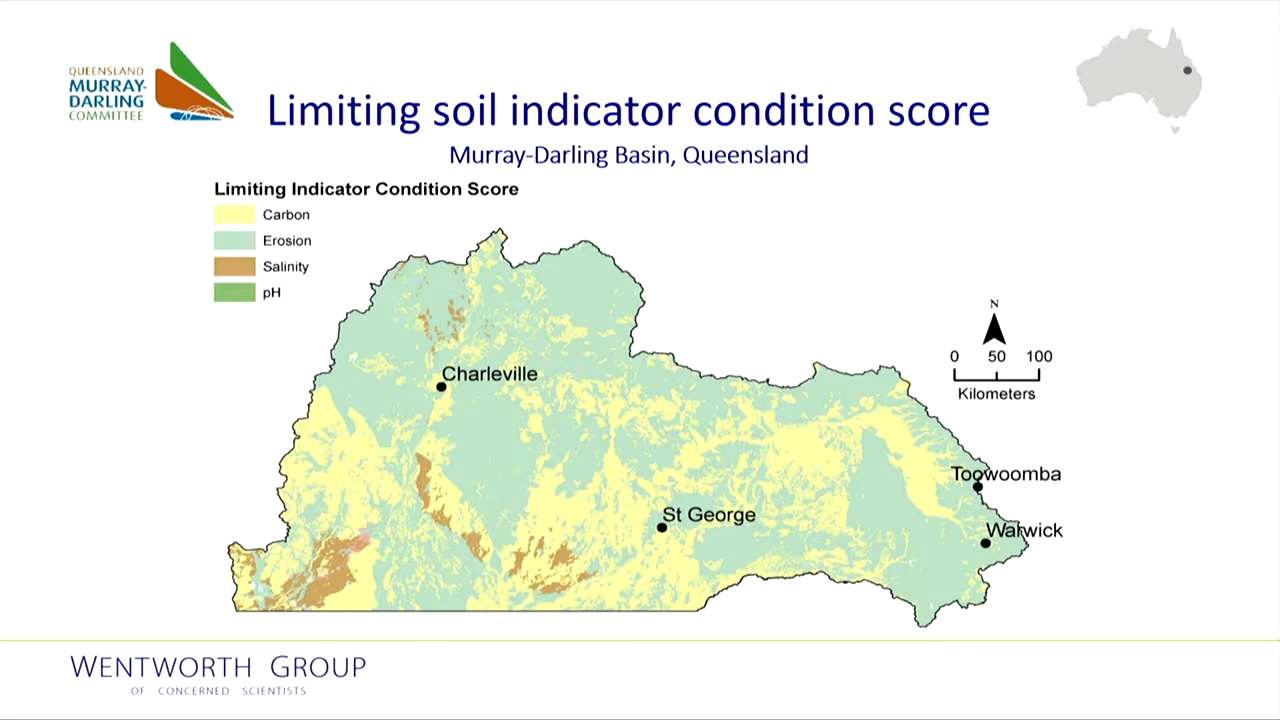 QUEENSLAND
MURRAY-
DARLING
COMMITTEE
Limiting soil indicator condition score
Murray-Darling Basin, Queensland
Limiting Indicator Condition Score
Carbon
Erosion
Salinity
pH
N
0 50 100
Kilometers
Charleville
Toowoomba
St George
Warwick
WENTWORTH GROUP
OF CONCERNED SCIENTISTS